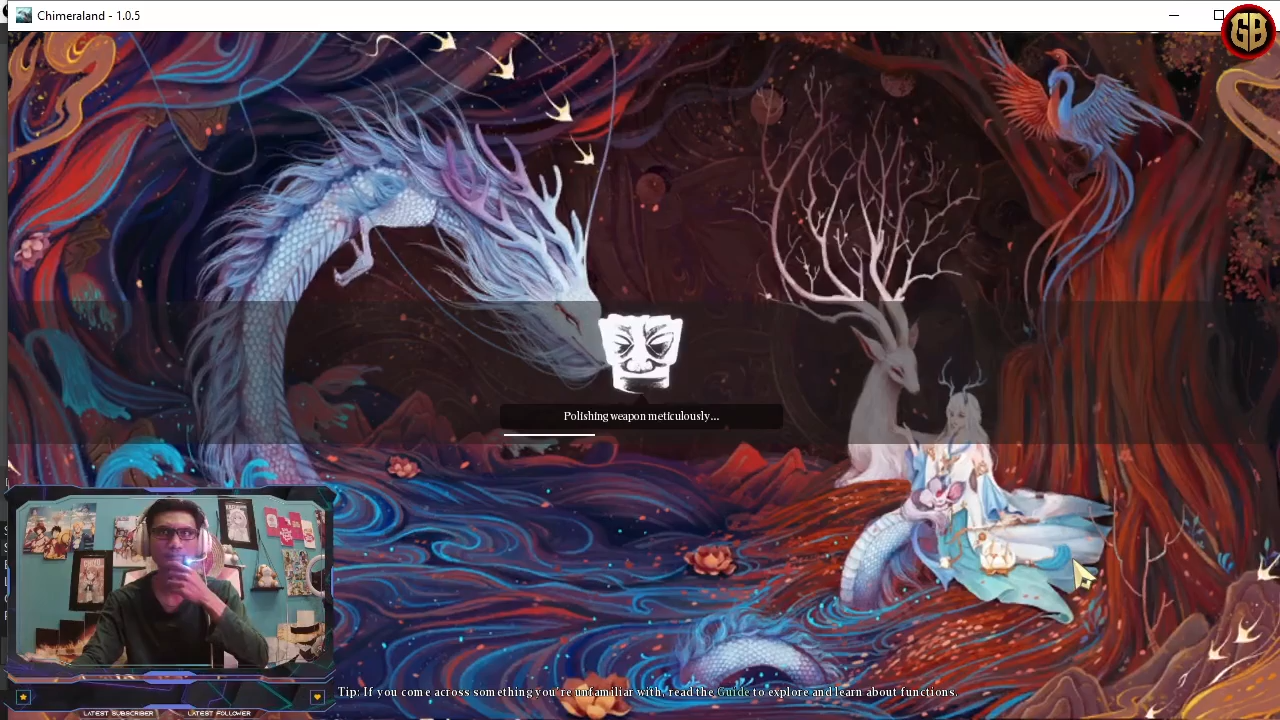 Chimeraland - 1.0.5
GB
Polishing weapon meticulously...
Tip: If you come across something you're unfamiliar with, read the Guide to explore and learn about functions.
LATEST SUBSCRIBER
LATEST FOLLOWER